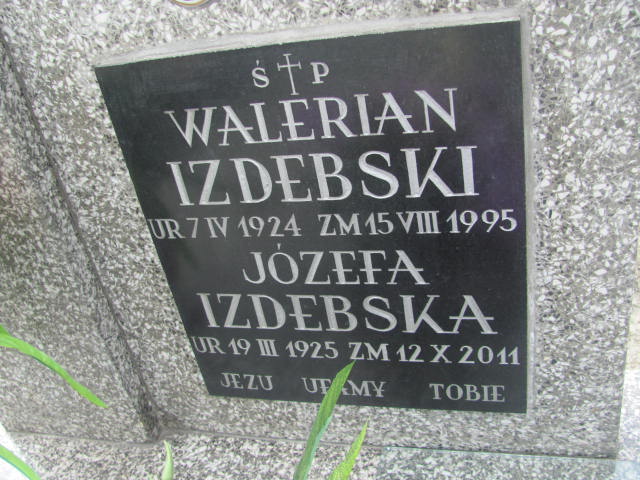 Ś † P
WALERIAN
IZDEBSKI
UR 7 IV 1924 ZM 15 VIII 1995
JÓZEFA
IZDEBSKA
UR 19 III 1925 ZM 12 X 2011
JEZU UFAMY TOBIE